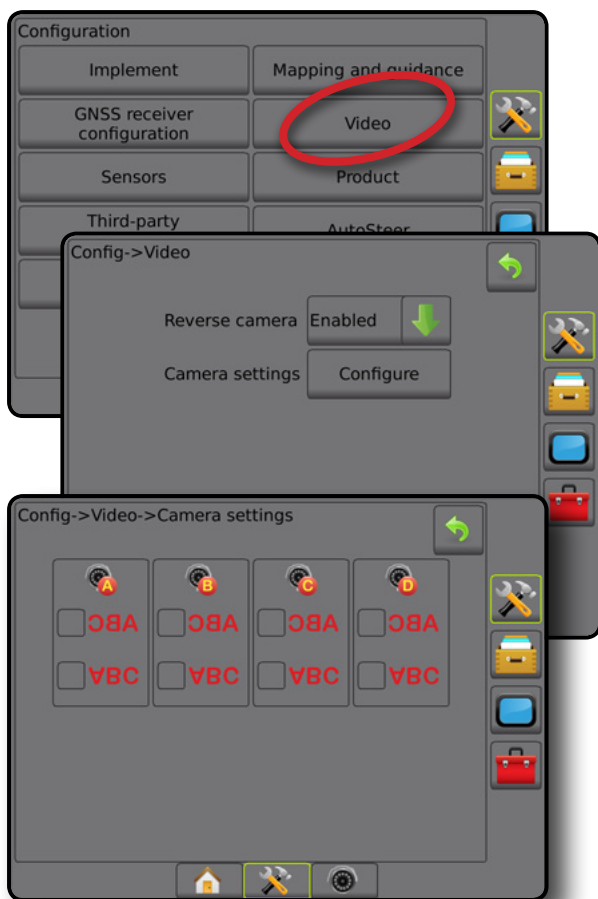 Configuration
Implement
Mapping and guidance
GNSS receiver
configuration
Video
Sensors
Product
Third-party
AutoSteer
Config->Video
Reverse camera
Enabled
Camera settings
Configure
Config->Video->Camera settings
A
B
C
D
ABC
ABC
ABC
ABC
ABC
ABC
ABC
ABC